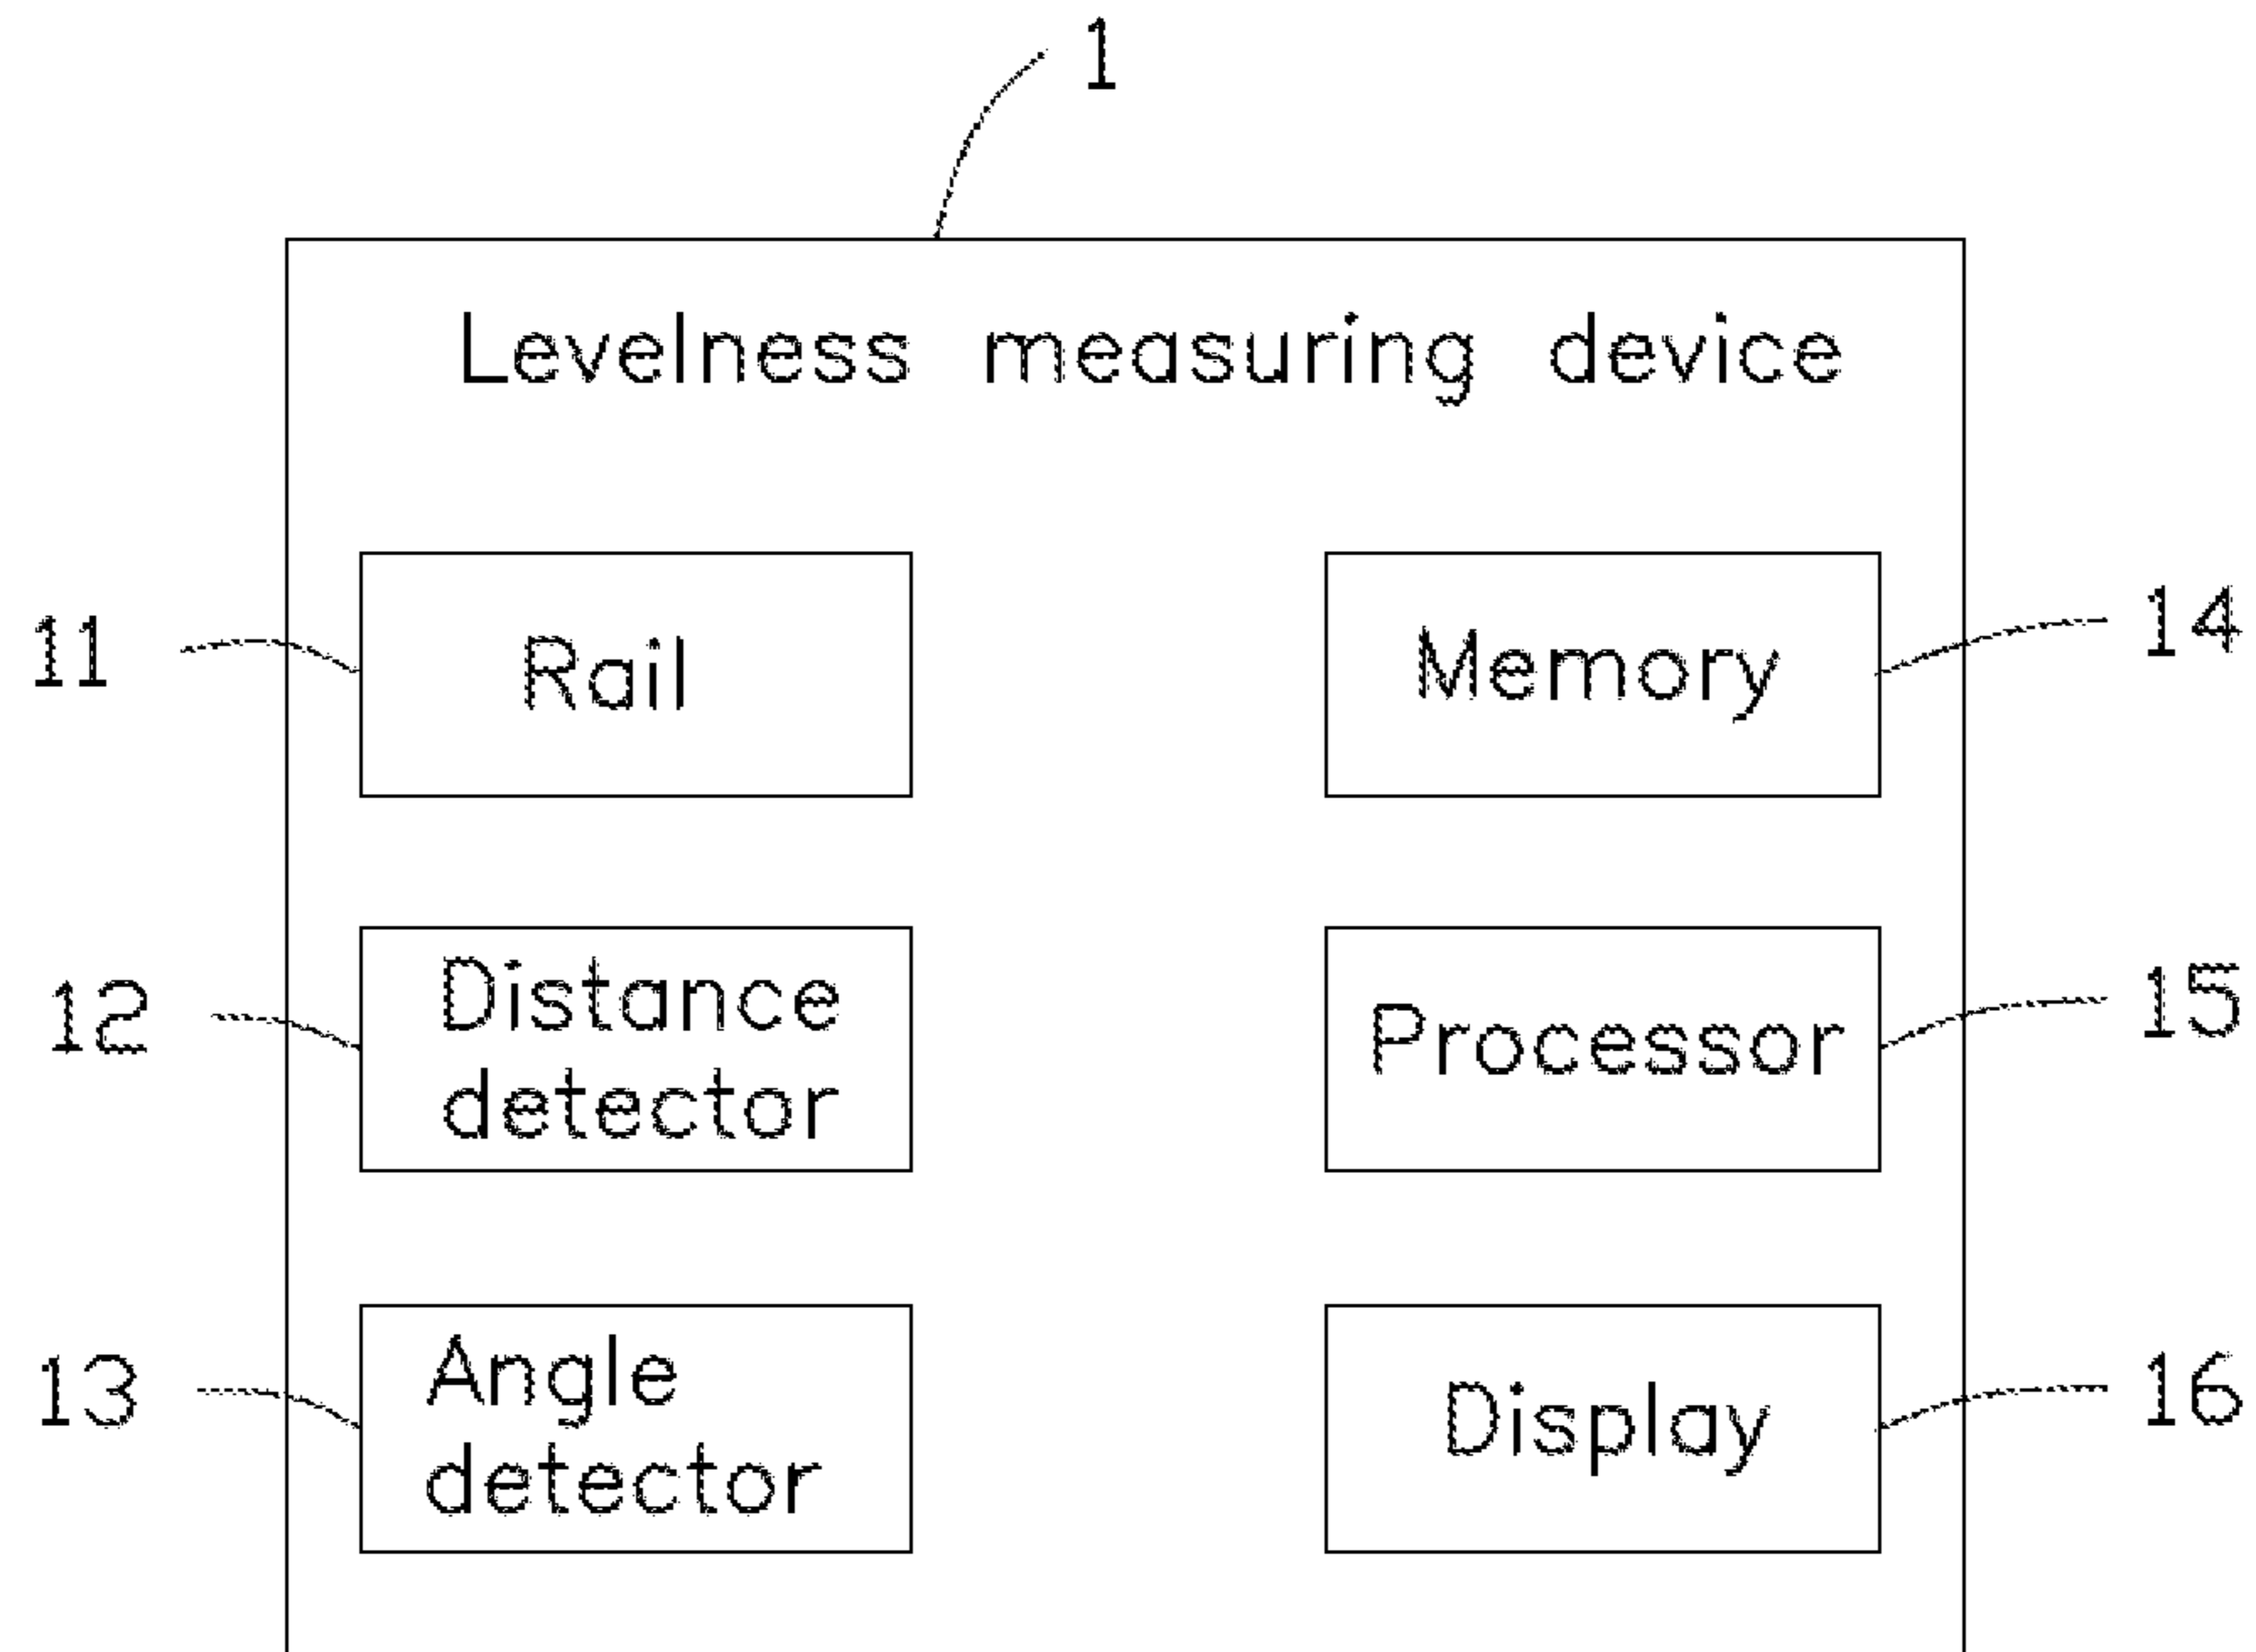 1
Levelness measuring device
11
Rail
Memory
14
12
Distance
detector
Processor
15
13
Angle
detector
Display
16